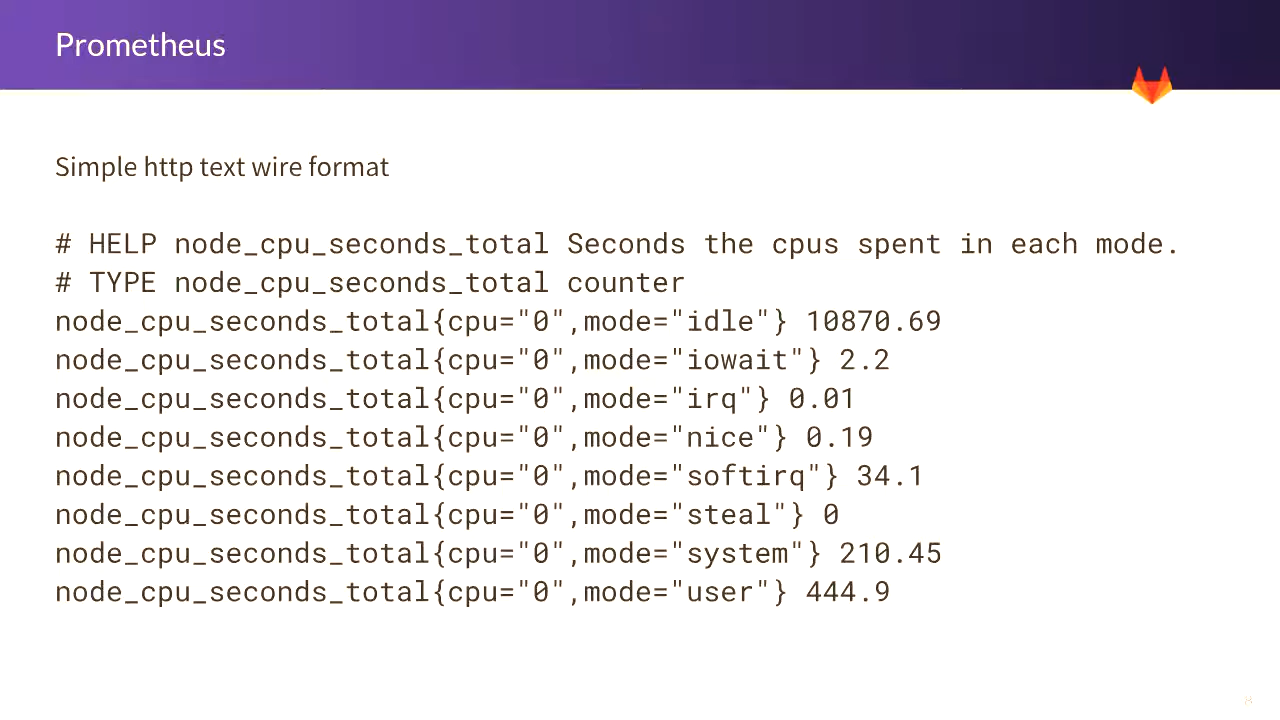 Prometheus
Simple http text wire format
# HELP node_cpu_seconds_total Seconds the cpus spent in each mode.
# TYPE node_cpu_seconds_total counter
node_cpu_seconds_total{cpu="0",mode="idle"} 10870.69
node_cpu_seconds_total{cpu="0",mode="iowait"} 2.2
node_cpu_seconds_total{cpu="0",mode="irq"} 0.01
node_cpu_seconds_total{cpu="0",mode="nice"} 0.19
node_cpu_seconds_total{cpu="0",mode="softirq"} 34.1
node_cpu_seconds_total{cpu="0",mode="steal"} 0
node_cpu_seconds_total{cpu="0",mode="system"} 210.45
node_cpu_seconds_total{cpu="0",mode="user"} 444.9